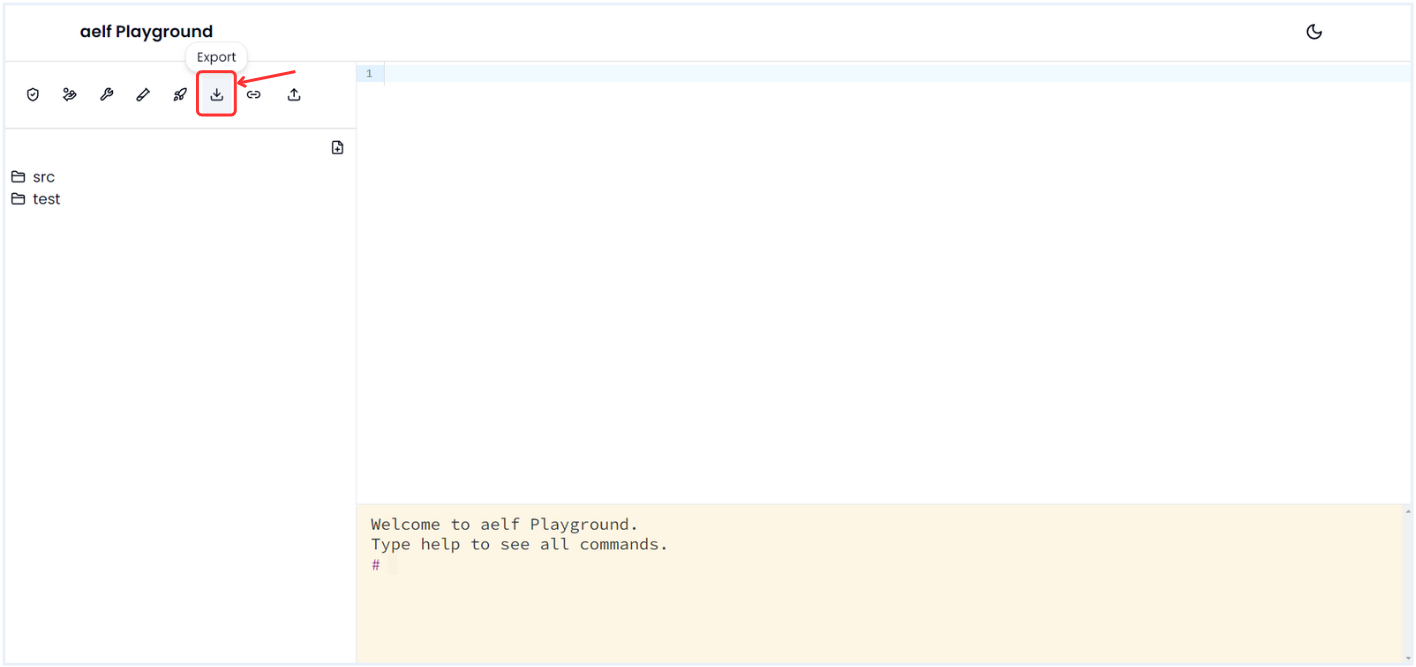 aelf Playground
Export
1
src
test
Welcome to aelf Playground.
Type help to see all commands.
#